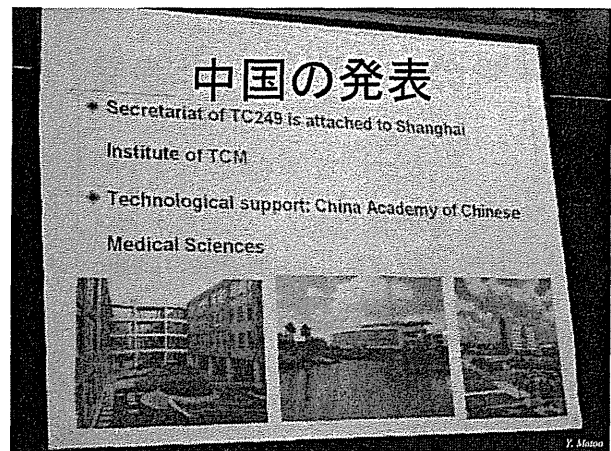 中国の発表
* Secretariat of TC249 is attached to Shanghai
Institute of TCM
* Technological support: China Academy of Chinese
Medical Sciences